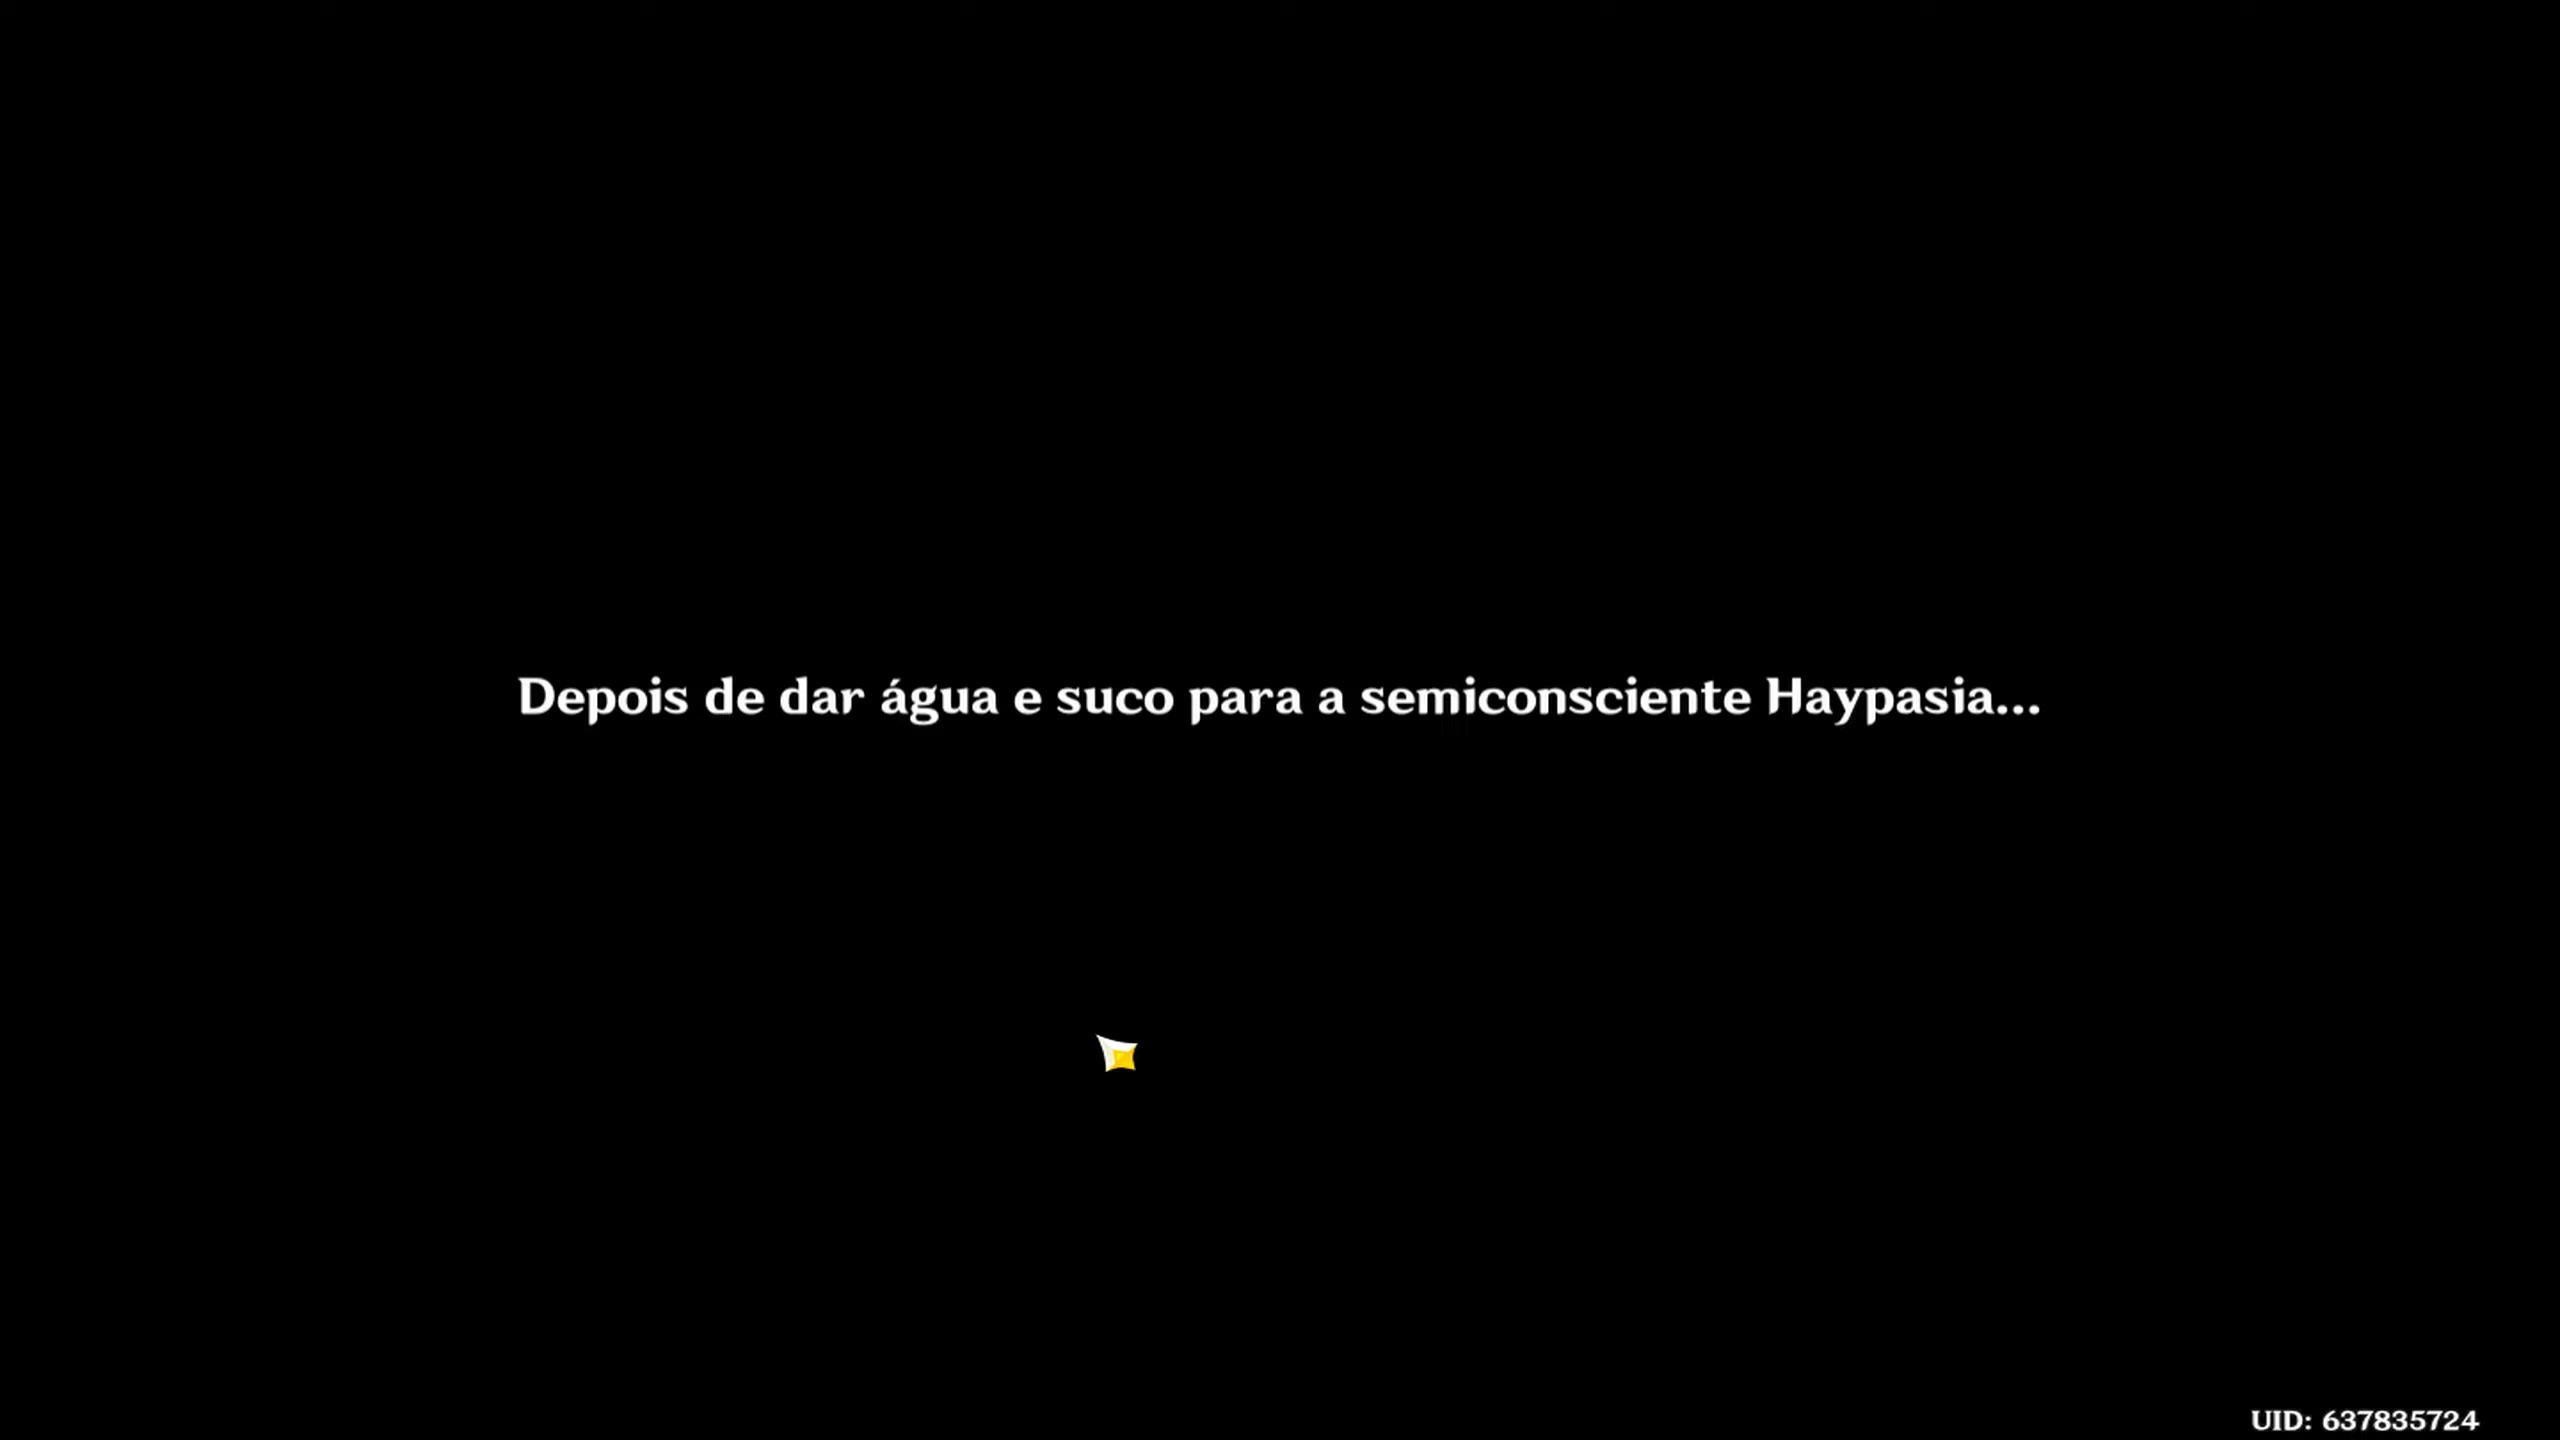 Depois de dar água e suco para a semiconsciente Haypasia...
UID: 637835724